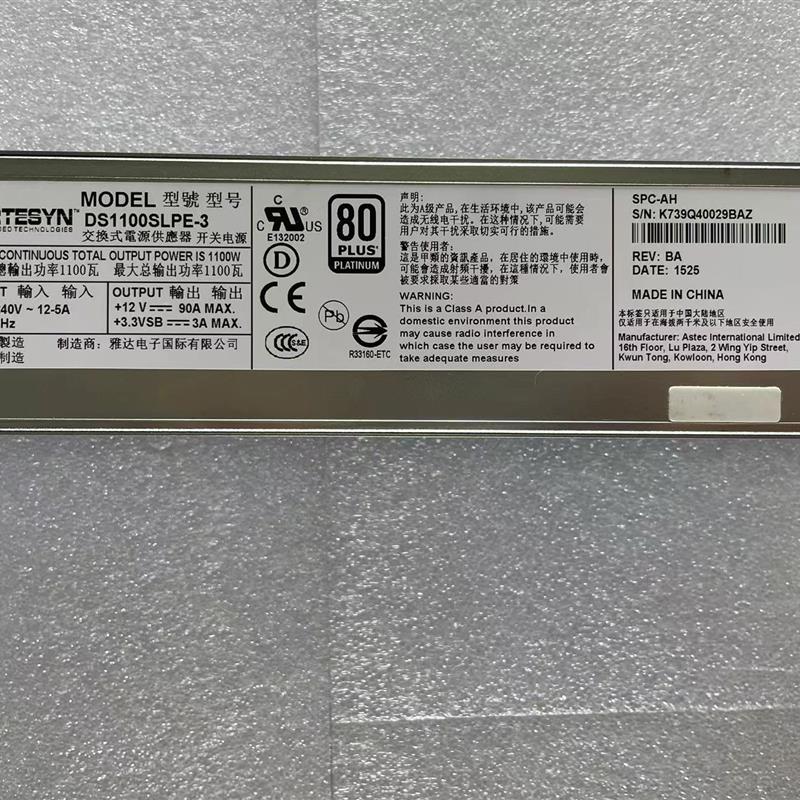 RTESYN™
DED TECHNOLOGIES
MODEL 型號 型号
DS1100SLPE-3
交換式電源供應器 开关电源
CONTINUOUS TOTAL OUTPUT POWER IS 1100W
總輸出功率1100瓦 最大总输出功率1100瓦
T 輸入 输入
40V ~ 12-5A
Hz
OUTPUT 輸出 输出
+12 V 90A MAX.
+3.3VSB 3A MAX.
製造 制造商: 雅达电子国际有限公司
C UL US
E132002
D
CE
CCC S&E
80
PLUS®
PLATINUM
Pb
R33160-ETC
声明:
此为A级产品,在生活环境中,该产品可能会
造成无线电干扰。在这种情况下,可能需要
用户对其干扰采取切实可行的措施。
警告使用者:
這是甲類的資訊產品,在居住的環境中使用時,
可能會造成射頻干擾,在這種情況下,使用者會
被要求採取某些適當的對策
WARNING:
This is a Class A product.In a
domestic environment this product
may cause radio interference in
which case the user may be required to
take adequate measures
SPC-AH
S/N: K739Q40029BAZ
REV: BA
DATE: 1525
MADE IN CHINA
本标签只适用于中国大陆地区
仅适用于在海拔两千米及以下地区安全使用
Manufacturer: Astec International Limited
16th Floor, Lu Plaza, 2 Wing Yip Street,
Kwun Tong, Kowloon, Hong Kong